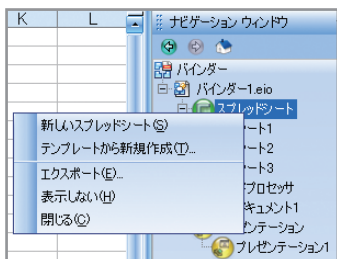 K L
ナビゲーション ウィンドウ
バインダー
バインダー1.eio
スプレッドシート
新しいスプレッドシート(S)
テンプレートから新規作成(T)...
エクスポート(E)...
表示しない(H)
閉じる(C)
ート1
ート2
ート3
プロセッサ
キュメント1
ンテーション
プレゼンテーション1